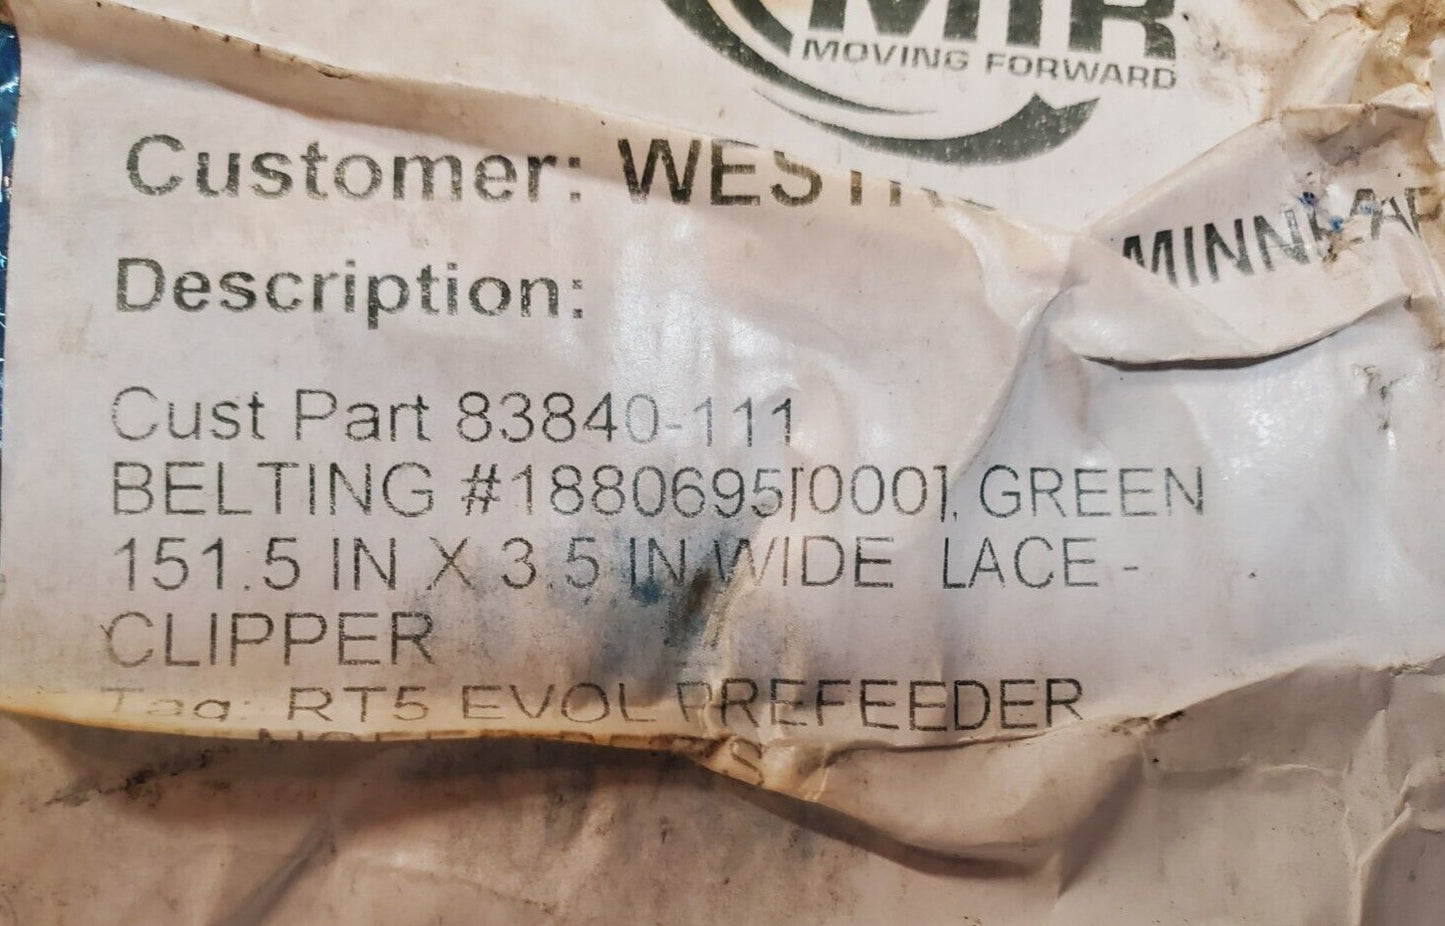 MIR
MOVING FORWARD
Customer:
Description:
Cust Part 83840-111
BELTING #1880695[000], GREEN
151.5 IN X 3.5 IN WIDE LACE -
CLIPPER
Tag: RT5 EVOL PREFEEDER